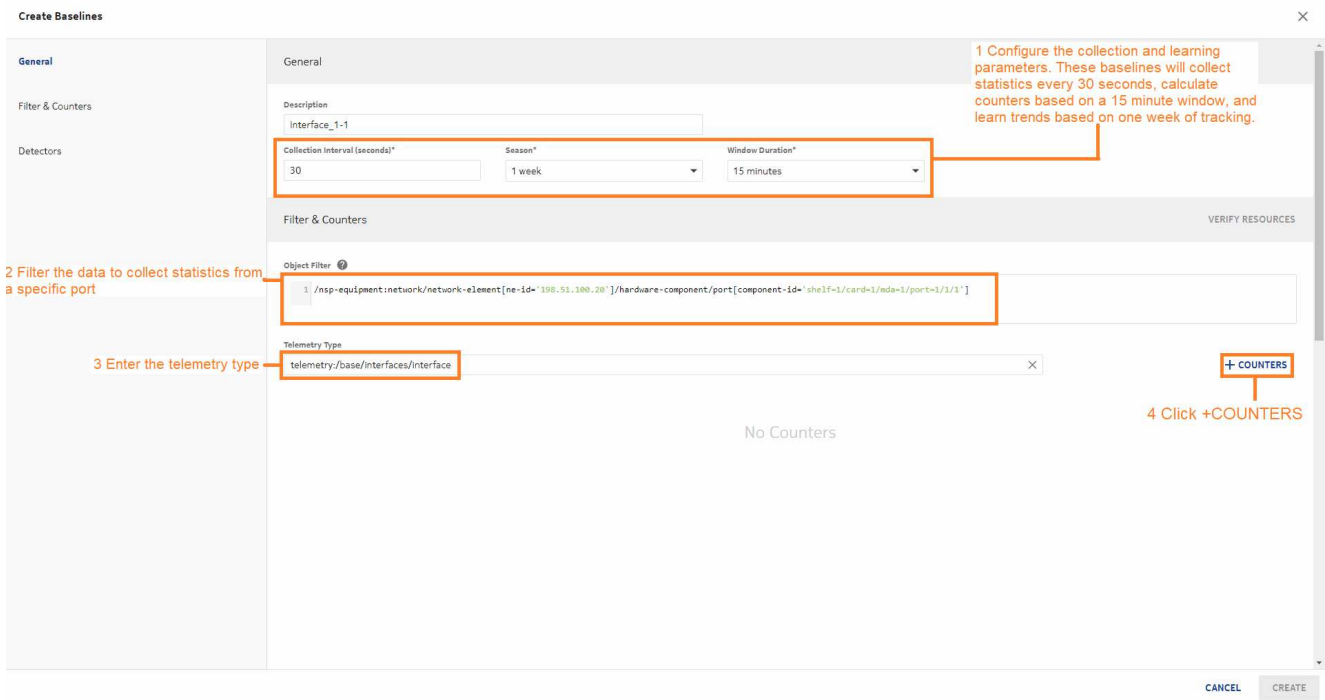 Create Baselines
General
Filter & Counters
Detectors
General
1 Configure the collection and learning
parameters. These baselines will collect
statistics every 30 seconds, calculate
counters based on a 15 minute window, and
learn trends based on one week of tracking.
Description
Interface_1-1
Collection Interval (seconds)* Season* Window Duration*
30 1 week 15 minutes
Filter & Counters VERIFY RESOURCES
2 Filter the data to collect statistics from
a specific port
Object Filter ?
1 /nsp-equipment:network/network-element[ne-id='198.51.100.20']/hardware-component/port[component-id='shelf=1/card=1/mda=1/port=1/1/1']
3 Enter the telemetry type
Telemetry Type
telemetry:/base/interfaces/interface
+ COUNTERS
4 Click +COUNTERS
No Counters
CANCEL CREATE